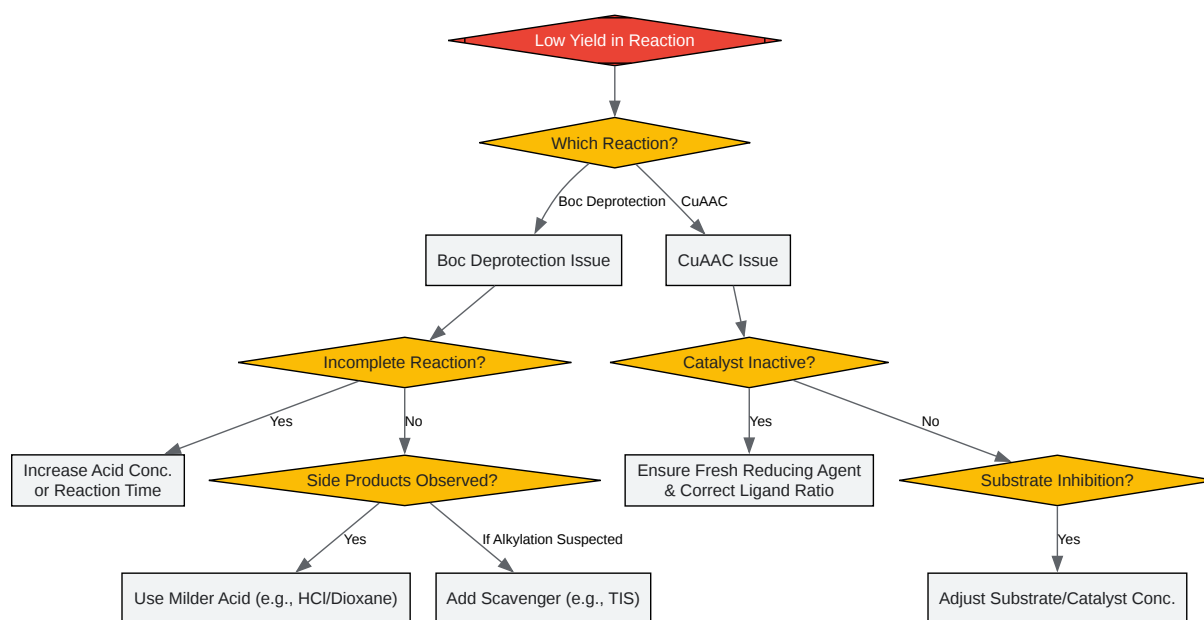 Low Yield in Reaction
Which Reaction?
Boc Deprotection
CuAAC
Boc Deprotection Issue
CuAAC Issue
Incomplete Reaction?
Catalyst Inactive?
Yes
No
Yes
No
Increase Acid Conc.
or Reaction Time
Side Products Observed?
Ensure Fresh Reducing Agent
& Correct Ligand Ratio
Substrate Inhibition?
Yes
If Alkylation Suspected
Yes
Use Milder Acid (e.g., HCl/Dioxane)
Add Scavenger (e.g., TIS)
Adjust Substrate/Catalyst Conc.